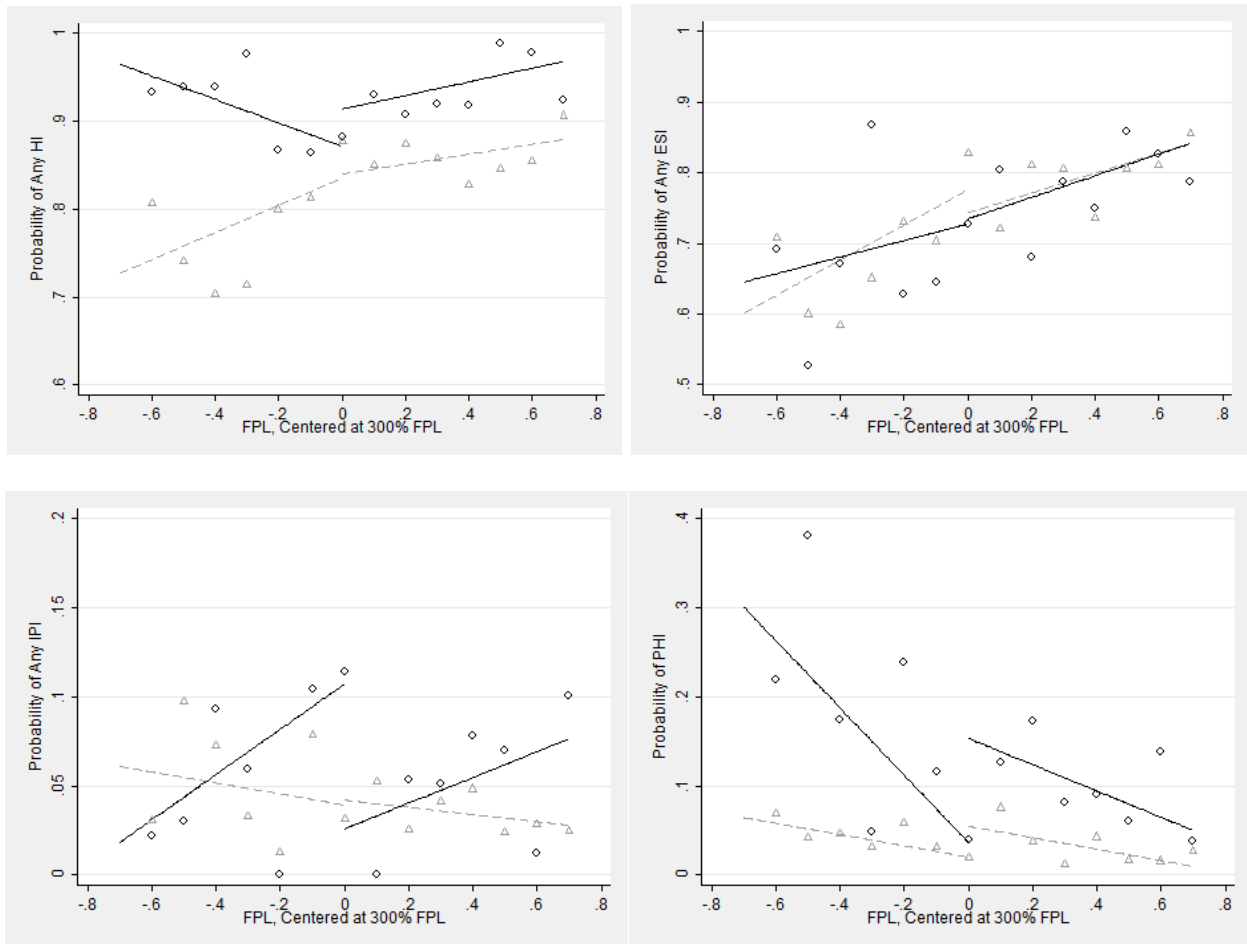 Probability of Any HI
1
.9
.8
.7
.6
-.8 -.6 -.4 -.2 0 .2 .4 .6 .8
FPL, Centered at 300% FPL
Probability of Any ESI
1
.9
.8
.7
.6
.5
-.8 -.6 -.4 -.2 0 .2 .4 .6 .8
FPL, Centered at 300% FPL
Probability of Any IPI
.2
.15
.1
.05
0
-.8 -.6 -.4 -.2 0 .2 .4 .6 .8
FPL, Centered at 300% FPL
Probability of PHI
.4
.3
.2
.1
0
-.8 -.6 -.4 -.2 0 .2 .4 .6 .8
FPL, Centered at 300% FPL